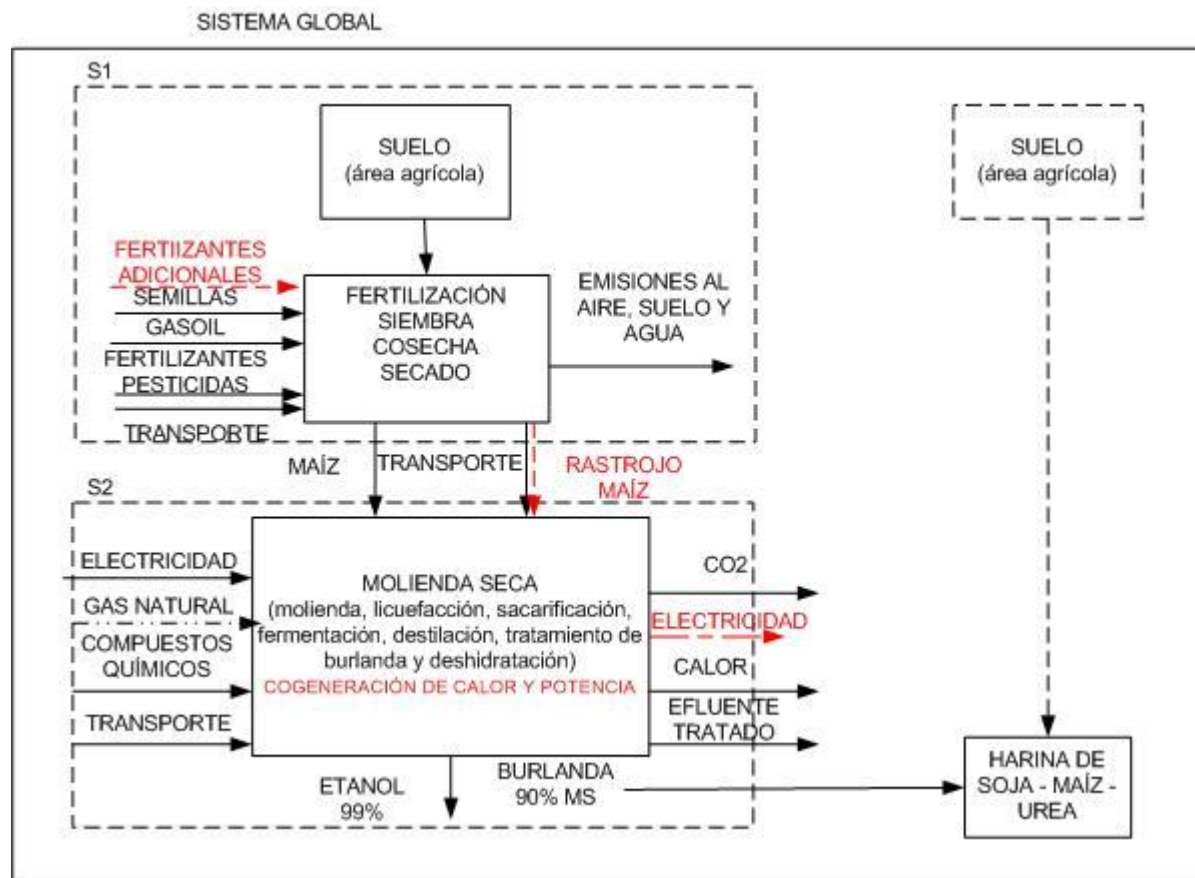 SISTEMA GLOBAL
S1
SUELO
(área agrícola)
SUELO
(área agrícola)
FERTIIZANTES
ADICIONALES
SEMILLAS
GASOIL
FERTILIZANTES
PESTICIDAS
TRANSPORTE
FERTILIZACIÓN
SIEMBRA
COSECHA
SECADO
EMISIONES AL
AIRE, SUELO Y
AGUA
MAÍZ
TRANSPORTE
RASTROJO
MAÍZ
S2
ELECTRICIDAD
GAS NATURAL
COMPUESTOS
QUÍMICOS
TRANSPORTE
MOLIENDA SECA
(molienda, licuefacción, sacarificación,
fermentación, destilación, tratamiento de
burlanda y deshidratación)
COGENERACIÓN DE CALOR Y POTENCIA
CO2
ELECTRICIDAD
CALOR
EFLUENTE
TRATADO
ETANOL
99%
BURLANDA
90% MS
HARINA DE
SOJA - MAÍZ -
UREA